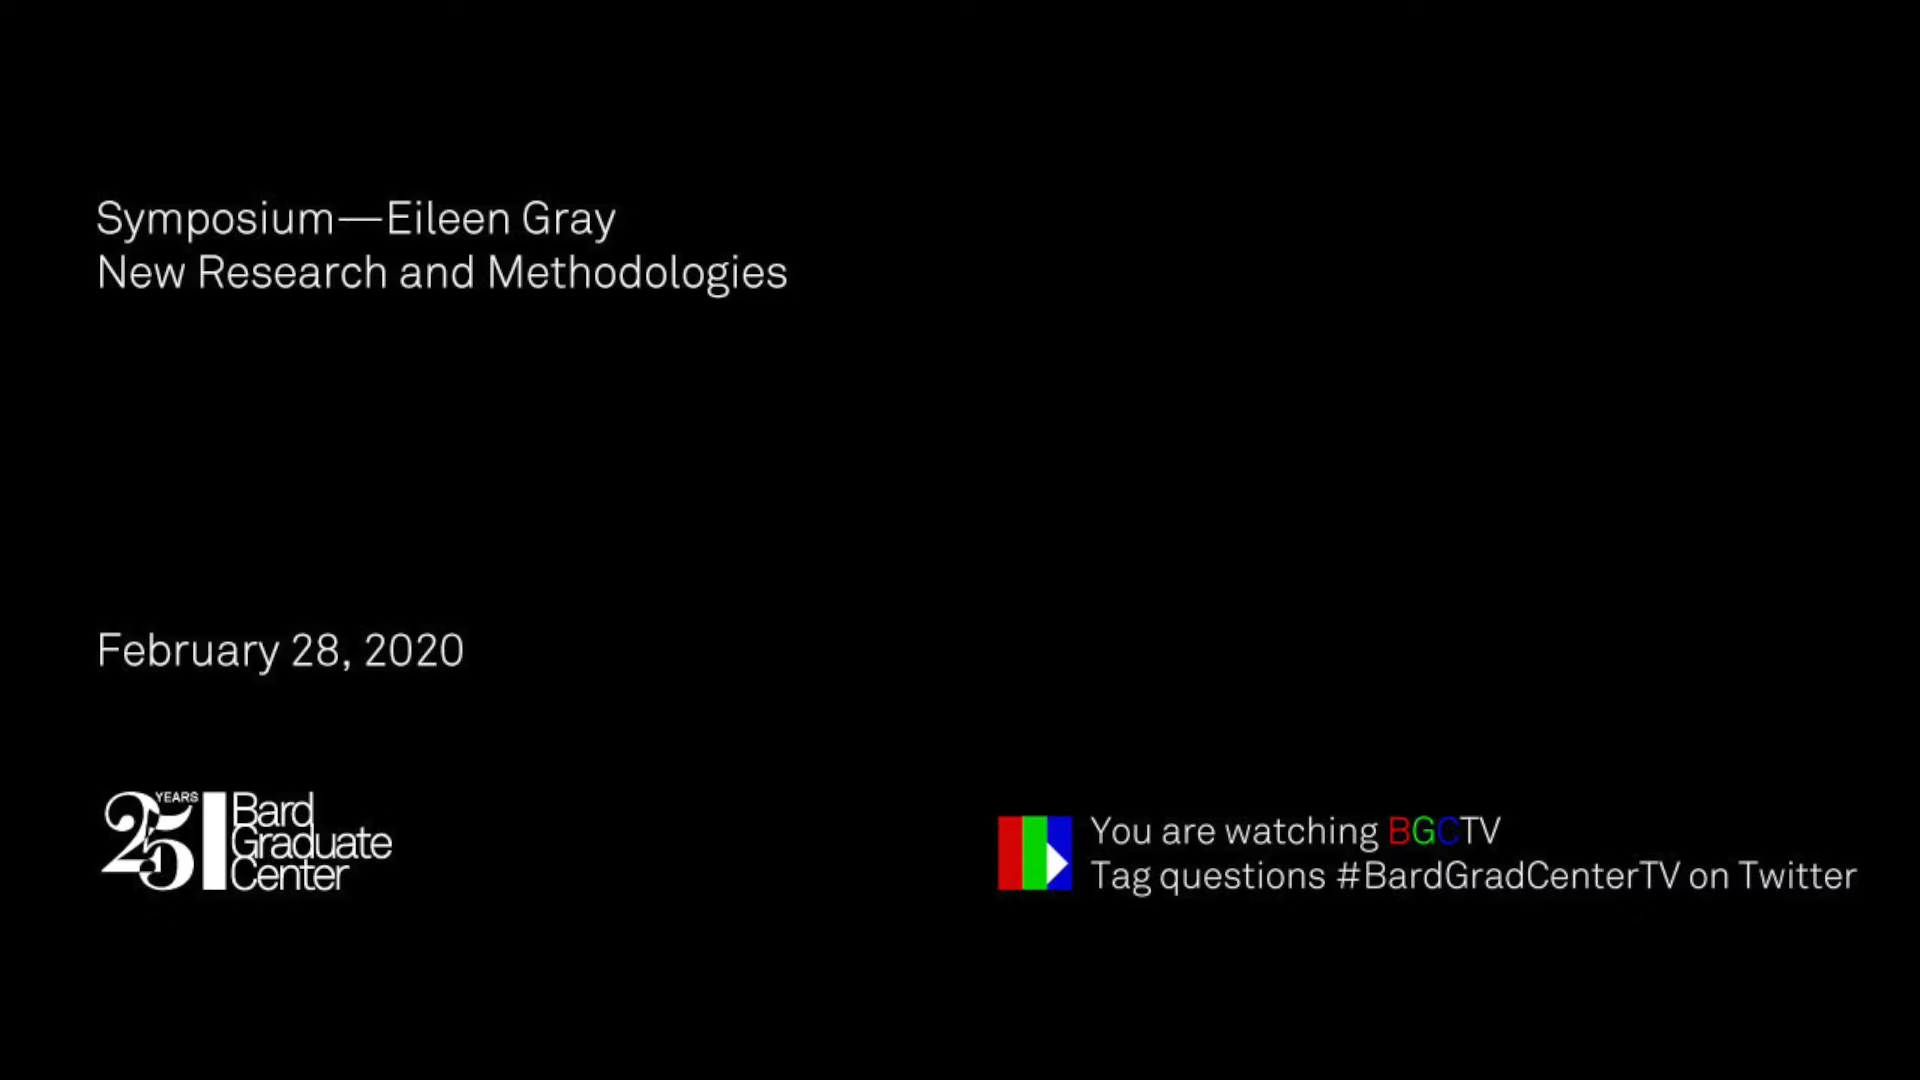 Symposium—Eileen Gray
New Research and Methodologies
February 28, 2020
25 YEARS
Bard
Graduate
Center
You are watching BGCTV
Tag questions #BardGradCenterTV on Twitter